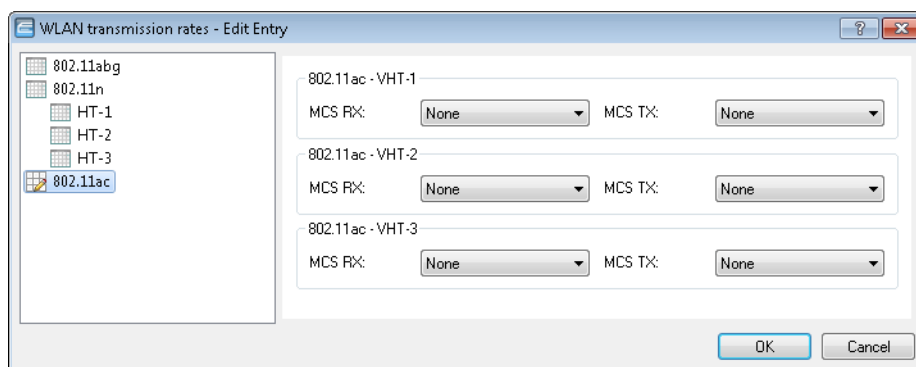 WLAN transmission rates - Edit Entry
802.11abg
802.11n
HT-1
HT-2
HT-3
802.11ac
802.11ac - VHT-1
MCS RX: None MCS TX: None
802.11ac - VHT-2
MCS RX: None MCS TX: None
802.11ac - VHT-3
MCS RX: None MCS TX: None
OK Cancel